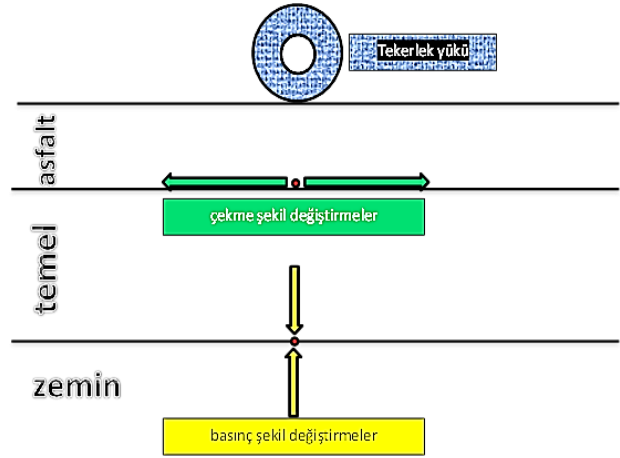 Tekerlek yükü
asfalt
çekme şekil değiştirmeler
temel
zemin
basınç şekil değiştirmeler